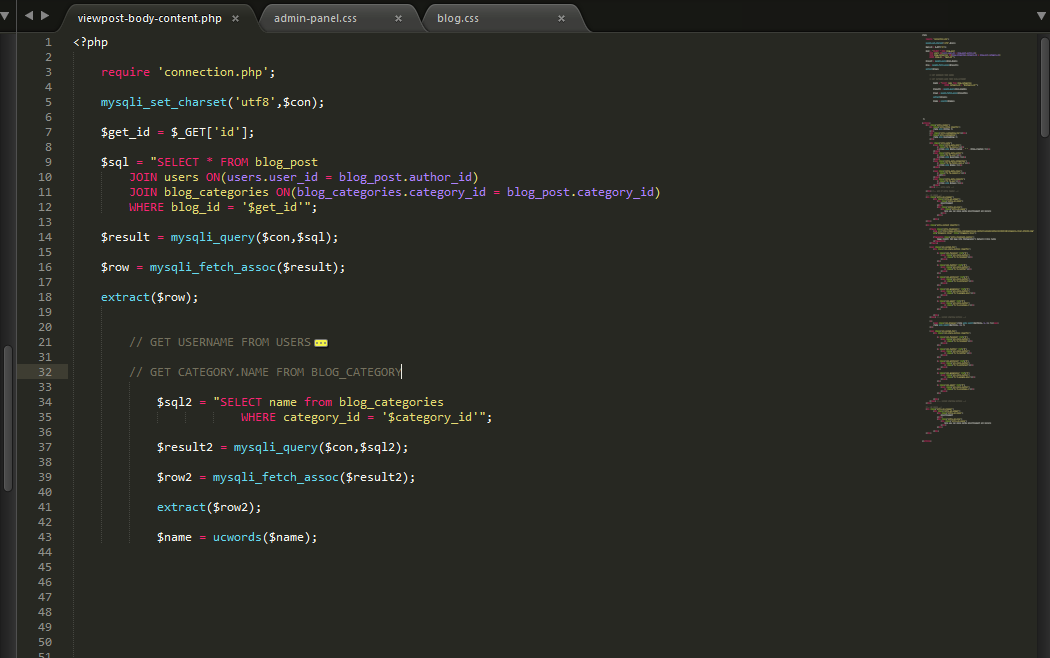 viewpost-body-content.php × admin-panel.css × blog.css ×
1 <?php
2
3 require 'connection.php';
4
5 mysqli_set_charset('utf8',$con);
6
7 $get_id = $_GET['id'];
8
9 $sql = "SELECT * FROM blog_post
10 JOIN users ON(users.user_id = blog_post.author_id)
11 JOIN blog_categories ON(blog_categories.category_id = blog_post.category_id)
12 WHERE blog_id = '$get_id'";
13
14 $result = mysqli_query($con,$sql);
15
16 $row = mysqli_fetch_assoc($result);
17
18 extract($row);
19
20
21 // GET USERNAME FROM USERS
31
32 // GET CATEGORY.NAME FROM BLOG_CATEGORY
33
34 $sql2 = "SELECT name from blog_categories
35 WHERE category_id = '$category_id'";
36
37 $result2 = mysqli_query($con,$sql2);
38
39 $row2 = mysqli_fetch_assoc($result2);
40
41 extract($row2);
42
43 $name = ucwords($name);
44
45
46
47
48
49
50
51